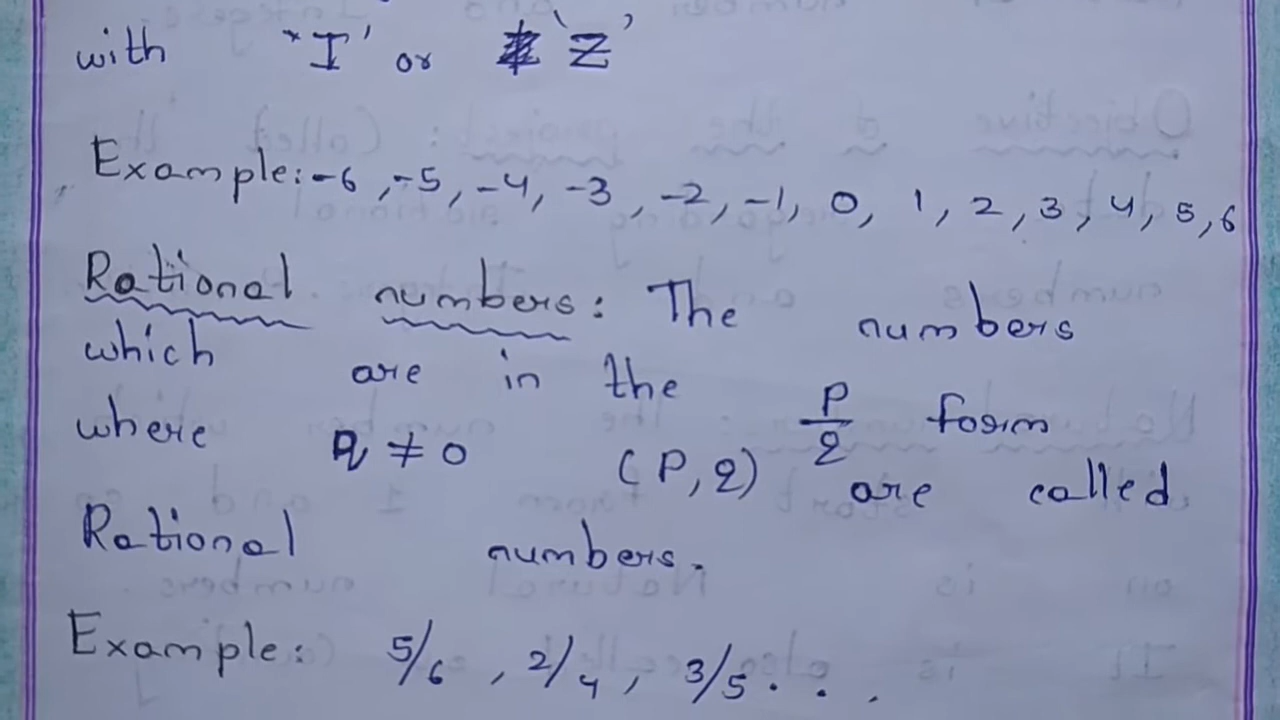 with 'I' or 'Z'
Example: -6, -5, -4, -3, -2, -1, 0, 1, 2, 3, 4, 5, 6
Rational numbers: The numbers
which are in the P/q form
where q ≠ 0 (P, q) are called
Rational numbers.
Example: 5/6, 2/4, 3/5 . . .